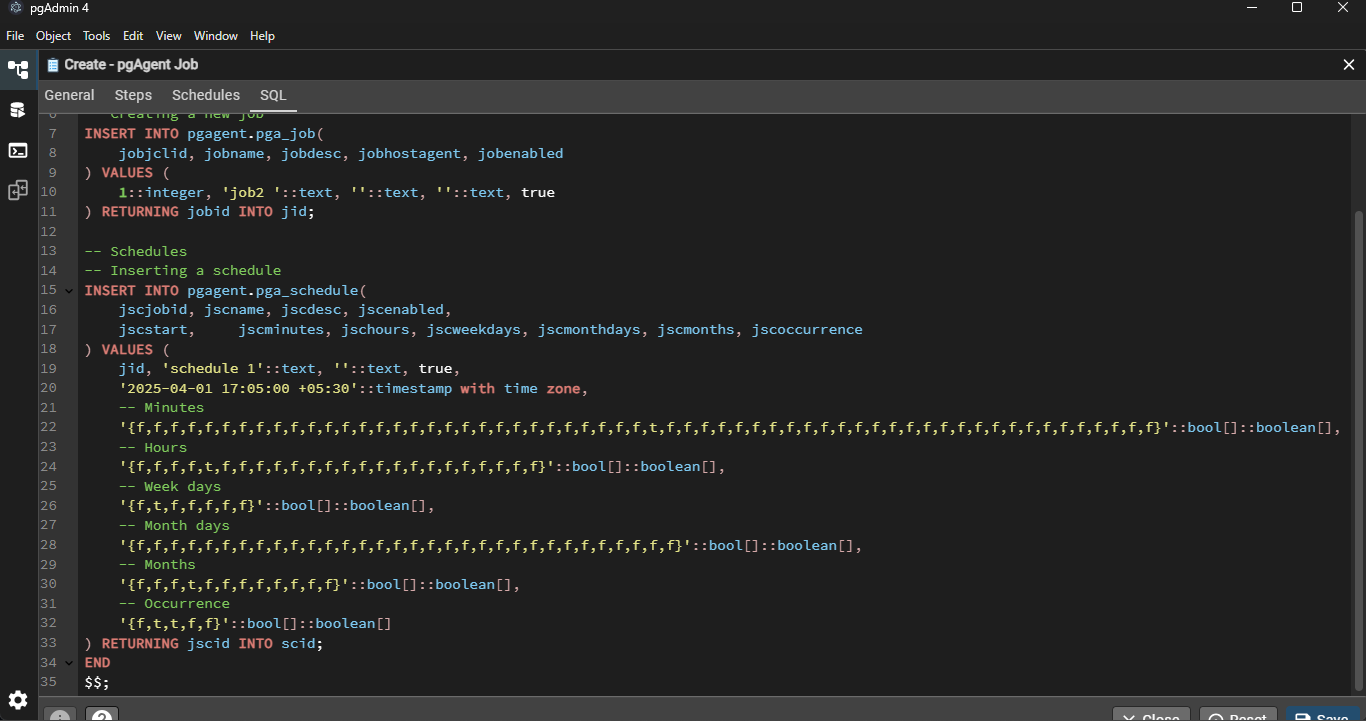 pgAdmin 4
File Object Tools Edit View Window Help
Create - pgAgent Job
General Steps Schedules SQL
6 -- Creating a new job
7 INSERT INTO pgagent.pga_job(
8 jobjclid, jobname, jobdesc, jobhostagent, jobenabled
9 ) VALUES (
10 1::integer, 'job2 '::text, ''::text, ''::text, true
11 ) RETURNING jobid INTO jid;
12
13 -- Schedules
14 -- Inserting a schedule
15 INSERT INTO pgagent.pga_schedule(
16 jscjobid, jscname, jscdesc, jscenabled,
17 jscstart, jscminutes, jschours, jscweekdays, jscmonthdays, jscmonths, jscoccurrence
18 ) VALUES (
19 jid, 'schedule 1'::text, ''::text, true,
20 '2025-04-01 17:05:00 +05:30'::timestamp with time zone,
21 -- Minutes
22 '{f,f,f,f,f,f,f,f,f,f,f,f,f,f,f,f,f,f,f,f,f,f,f,f,f,f,f,f,f,f,t,f,f,f,f,f,f,f,f,f,f,f,f,f,f,f,f,f,f,f,f,f,f,f,f,f,f,f,f,f}'::bool[]::boolean[],
23 -- Hours
24 '{f,f,f,f,t,f,f,f,f,f,f,f,f,f,f,f,f,f,f,f,f,f,f,f}'::bool[]::boolean[],
25 -- Week days
26 '{f,t,f,f,f,f,f}'::bool[]::boolean[],
27 -- Month days
28 '{f,f,f,f,f,f,f,f,f,f,f,f,f,f,f,f,f,f,f,f,f,f,f,f,f,f,f,f,f,f,f,f}'::bool[]::boolean[],
29 -- Months
30 '{f,f,f,t,f,f,f,f,f,f,f,f}'::bool[]::boolean[],
31 -- Occurrence
32 '{f,t,t,f,f}'::bool[]::boolean[]
33 ) RETURNING jscid INTO scid;
34 END
35 $$;
Close Reset Save